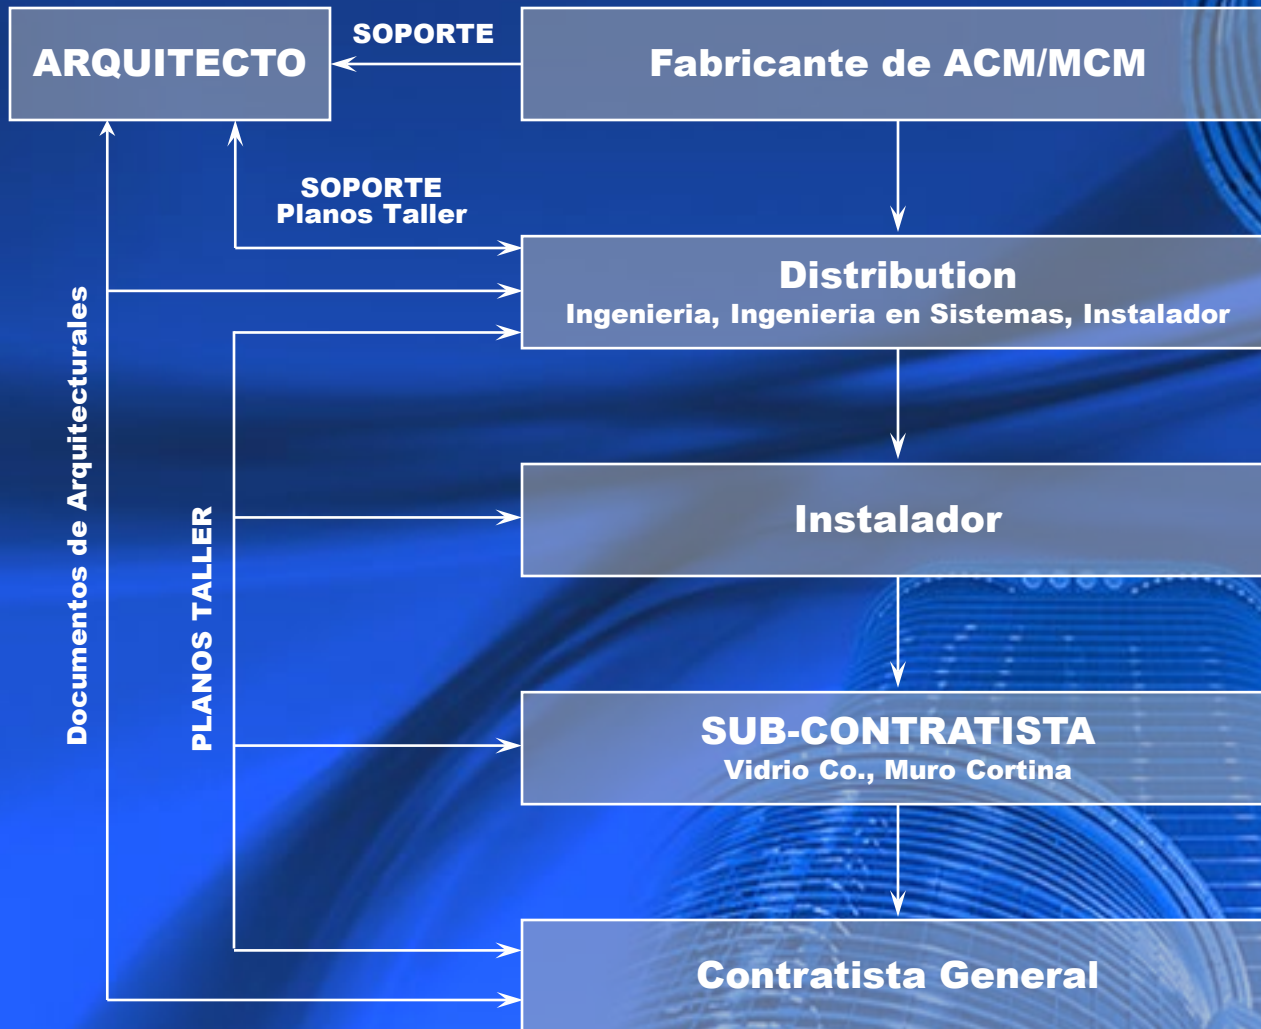 ARQUITECTO
SOPORTE
Fabricante de ACM/MCM
SOPORTE
Planos Taller
Distribution
Ingenieria, Ingenieria en Sistemas, Instalador
Documentos de Arquitecturales
PLANOS TALLER
Instalador
SUB-CONTRATISTA
Vidrio Co., Muro Cortina
Contratista General